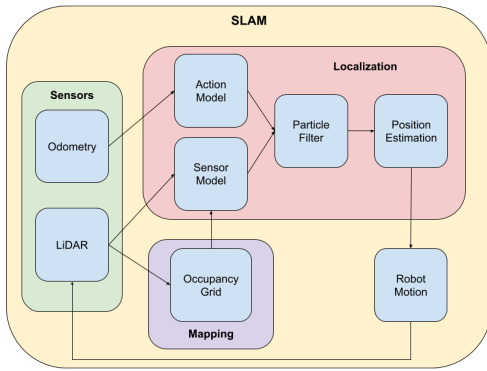 SLAM
Sensors
Odometry
LiDAR
Localization
Action
Model
Sensor
Model
Particle
Filter
Position
Estimation
Occupancy
Grid
Mapping
Robot
Motion